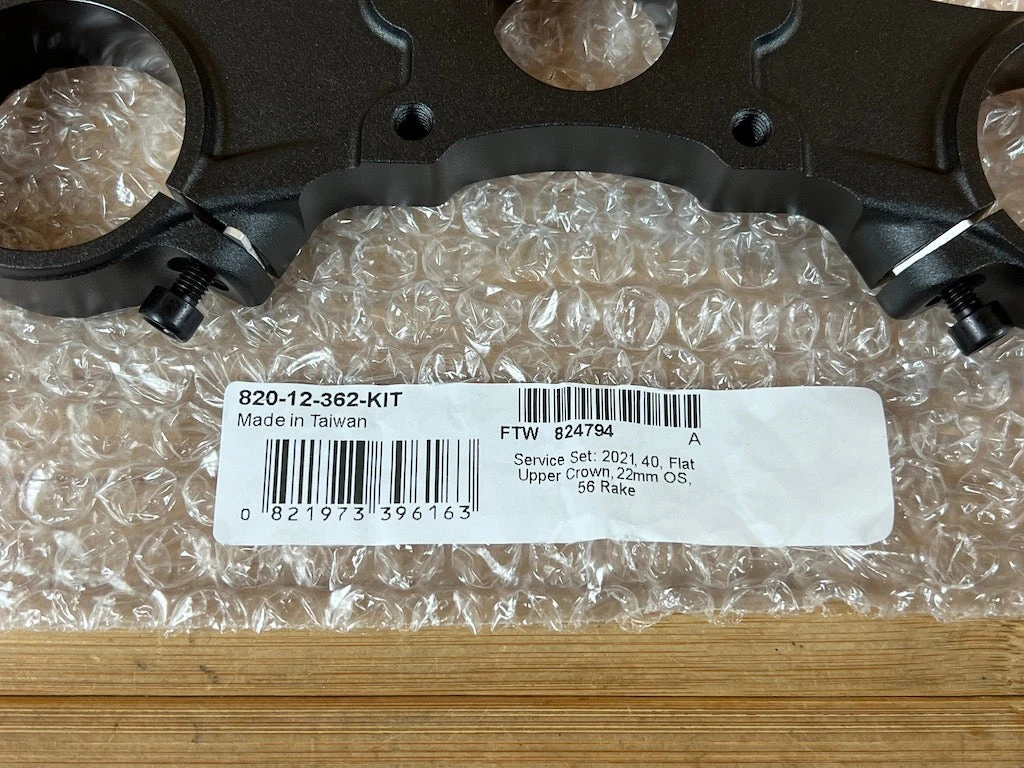 820-12-362-KIT
Made in Taiwan
0 821973 396163
FTW 824794 A
Service Set: 2021, 40, Flat
Upper Crown, 22mm OS,
56 Rake